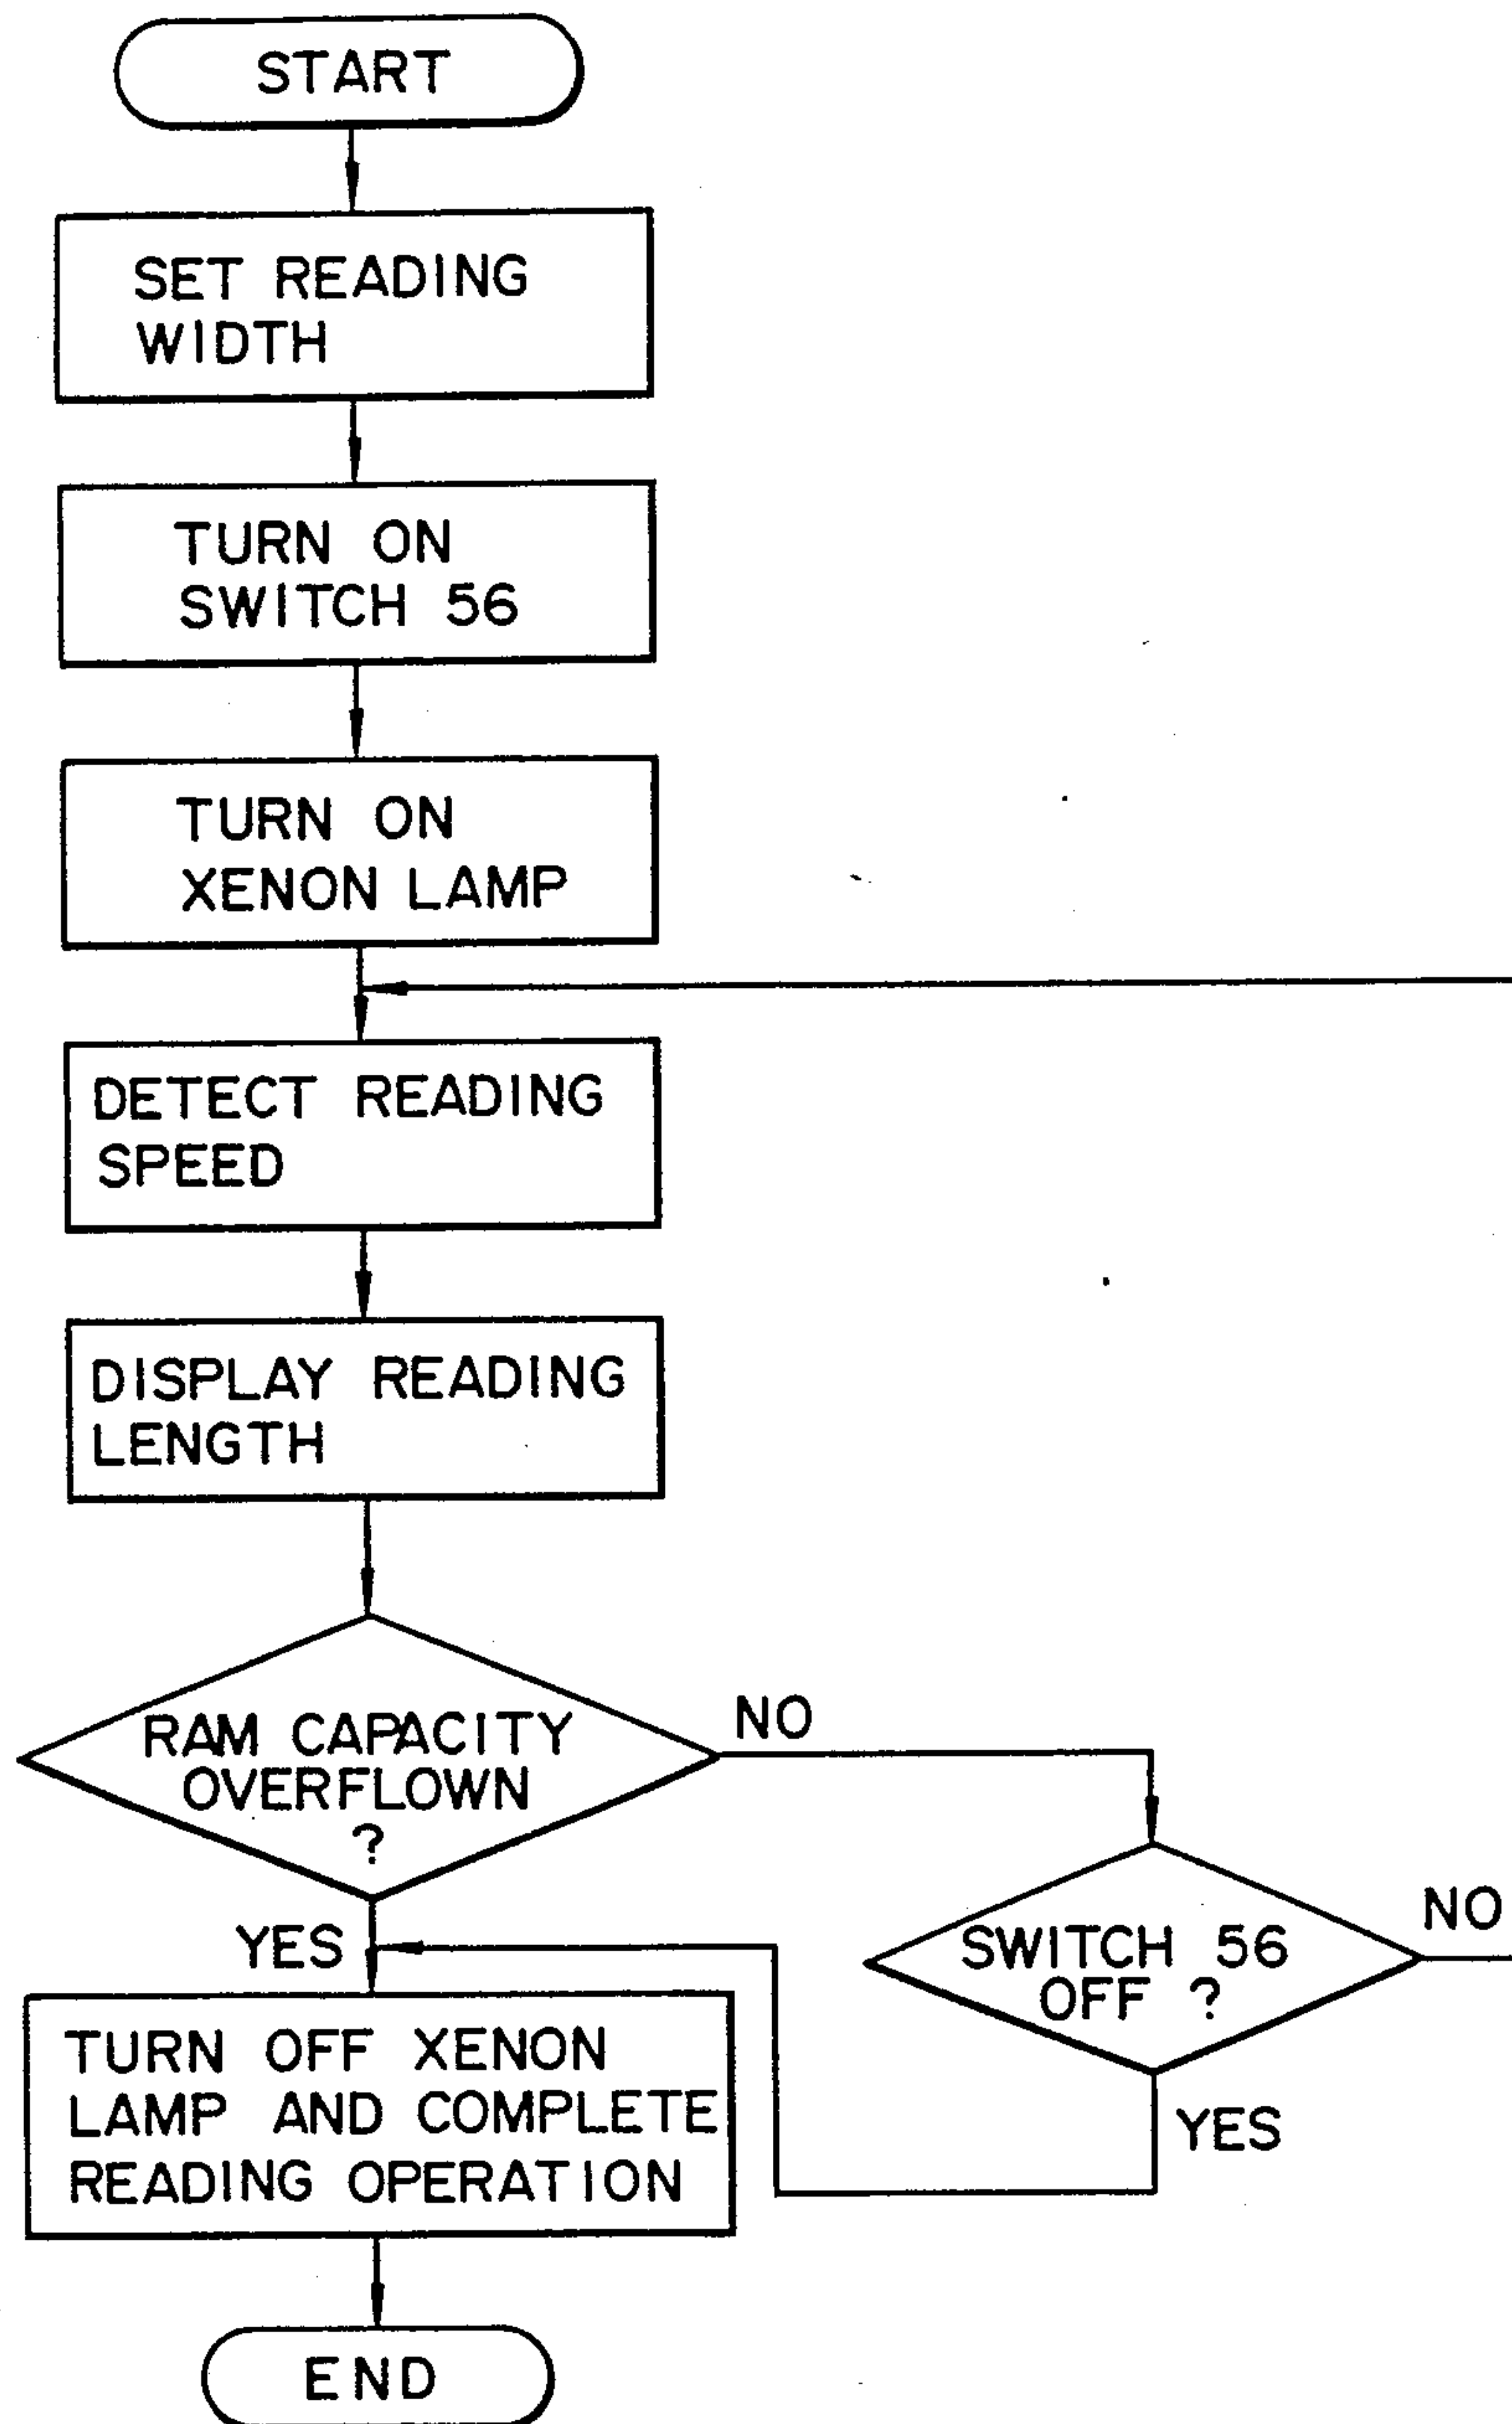 START
SET READING
WIDTH
TURN ON
SWITCH 56
TURN ON
XENON LAMP
DETECT READING
SPEED
DISPLAY READING
LENGTH
RAM CAPACITY
OVERFLOWN
?
NO
SWITCH 56
OFF ?
NO
YES
YES
TURN OFF XENON
LAMP AND COMPLETE
READING OPERATION
END